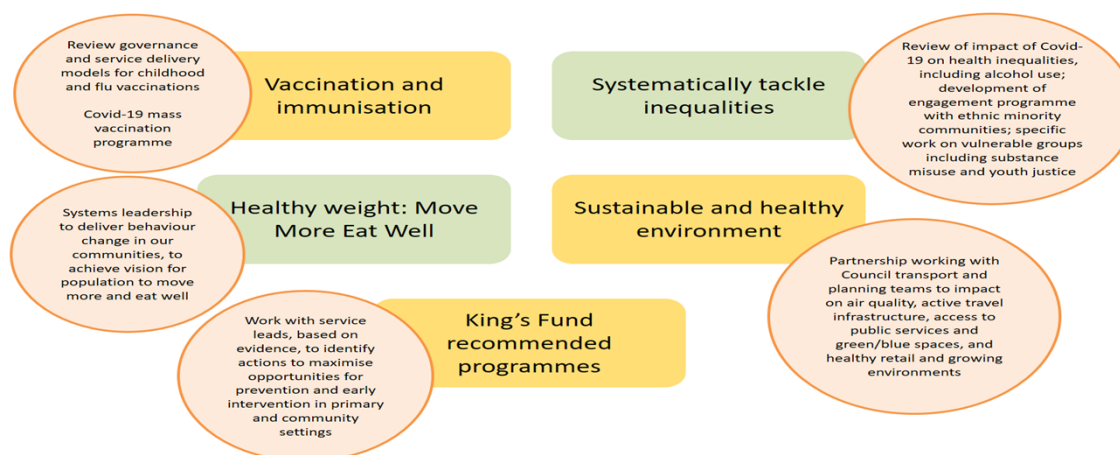 Review governance
and service delivery
models for childhood
and flu vaccinations
Covid-19 mass
vaccination
programme
Vaccination and
immunisation
Systematically tackle
inequalities
Review of impact of Covid-
19 on health inequalities,
including alcohol use;
development of
engagement programme
with ethnic minority
communities; specific
work on vulnerable groups
including substance
misuse and youth justice
Systems leadership
to deliver behaviour
change in our
communities, to
achieve vision for
population to move
more and eat well
Healthy weight: Move
More Eat Well
Sustainable and healthy
environment
Partnership working with
Council transport and
planning teams to impact
on air quality, active travel
infrastructure, access to
public services and
green/blue spaces, and
healthy retail and growing
environments
Work with service
leads, based on
evidence, to identify
actions to maximise
opportunities for
prevention and early
intervention in primary
and community
settings
King’s Fund
recommended
programmes